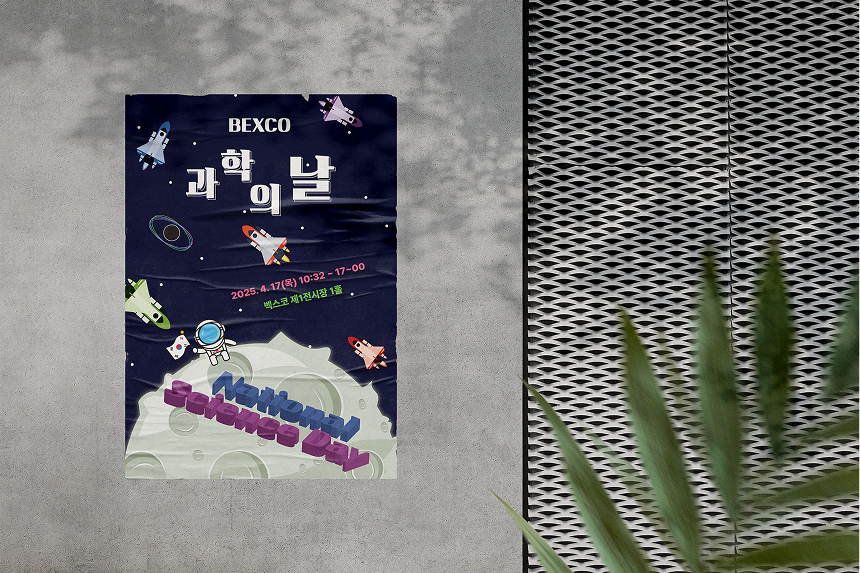 BEXCO
과학의날
2025. 4. 17(목) 10:32 ~ 17~00
벡스코 제1전시장 1홀
National
Science Day